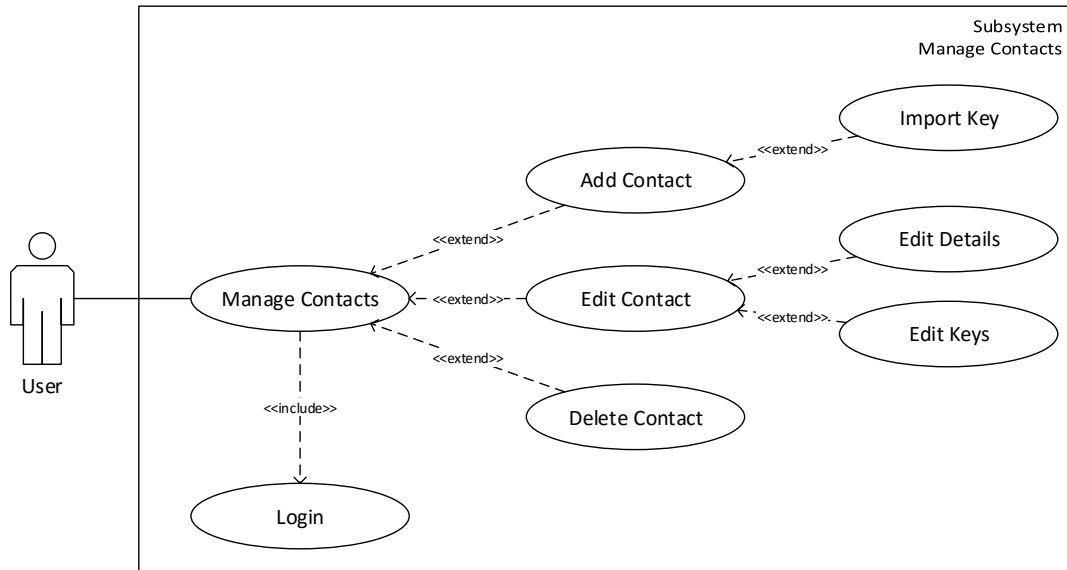 Subsystem
Manage Contacts
Import Key
<<extend>>
Add Contact
<<extend>>
Edit Details
<<extend>>
Manage Contacts
<<extend>>
Edit Contact
<<extend>>
Edit Keys
<<extend>>
User
<<include>>
Delete Contact
Login